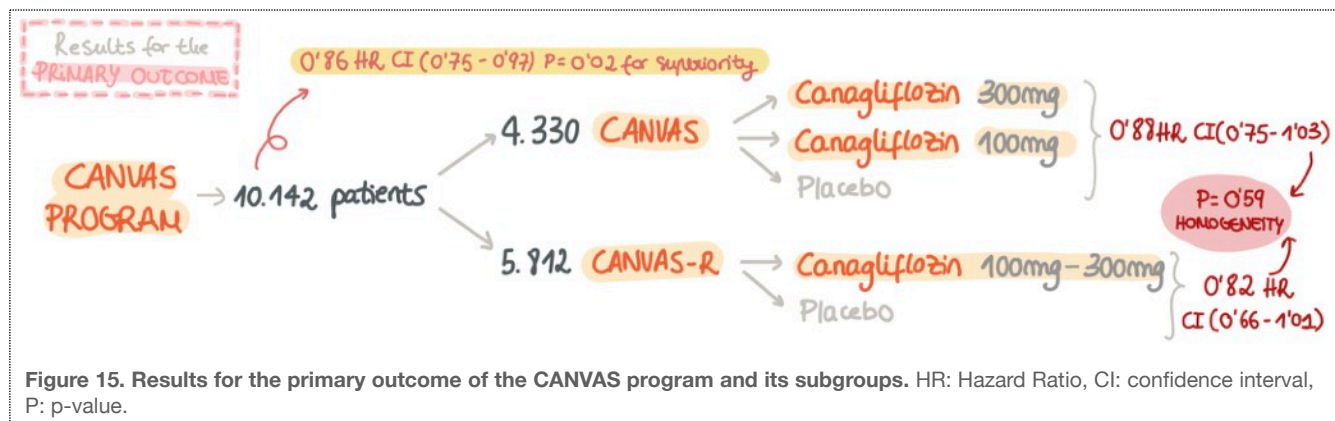 Results for the
PRIMARY OUTCOME
0'86 HR CI (0'75 - 0'97) P= 0'02 for superiority
CANVAS
PROGRAM
10.142 patients
4.330 CANVAS
Canagliflozin 300mg
Canagliflozin 100mg
Placebo
0'88HR CI(0'75-1'03)
P= 0'59
HOMOGENEITY
5.812 CANVAS-R
Canagliflozin 100mg-300mg
Placebo
0'82 HR
CI (0'66-1'01)
Figure 15. Results for the primary outcome of the CANVAS program and its subgroups. HR: Hazard Ratio, CI: confidence interval,
P: p-value.